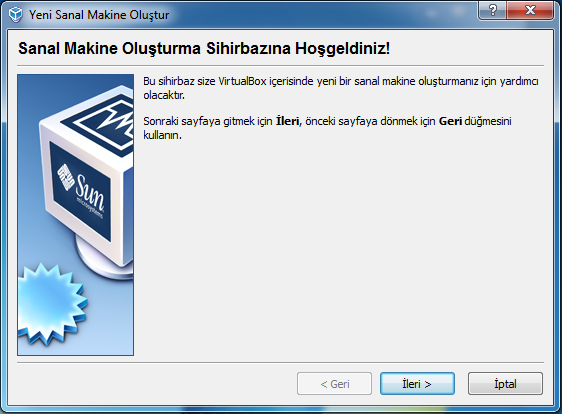 Yeni Sanal Makine Oluştur
Sanal Makine Oluşturma Sihirbazına Hoşgeldiniz!
Bu sihirbaz size VirtualBox içerisinde yeni bir sanal makine oluşturmanız için yardımcı
olacaktır.
Sonraki sayfaya gitmek için İleri, önceki sayfaya dönmek için Geri düğmesini
kullanın.
Sun
microsystems
< Geri
İleri >
İptal